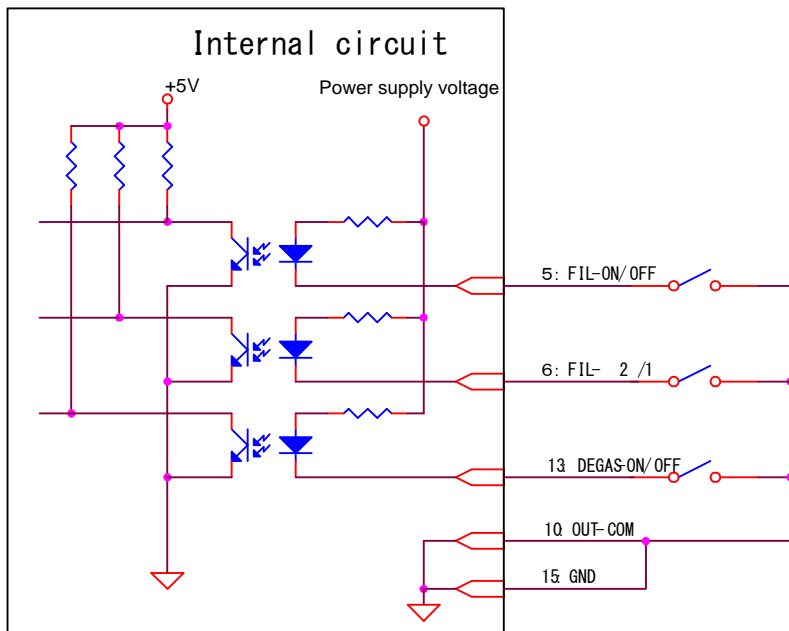 Internal circuit
+5V
Power supply voltage
5: FIL-ON/OFF
6: FIL- 2 /1
13: DEGAS-ON/OFF
10: OUT-COM
15: GND